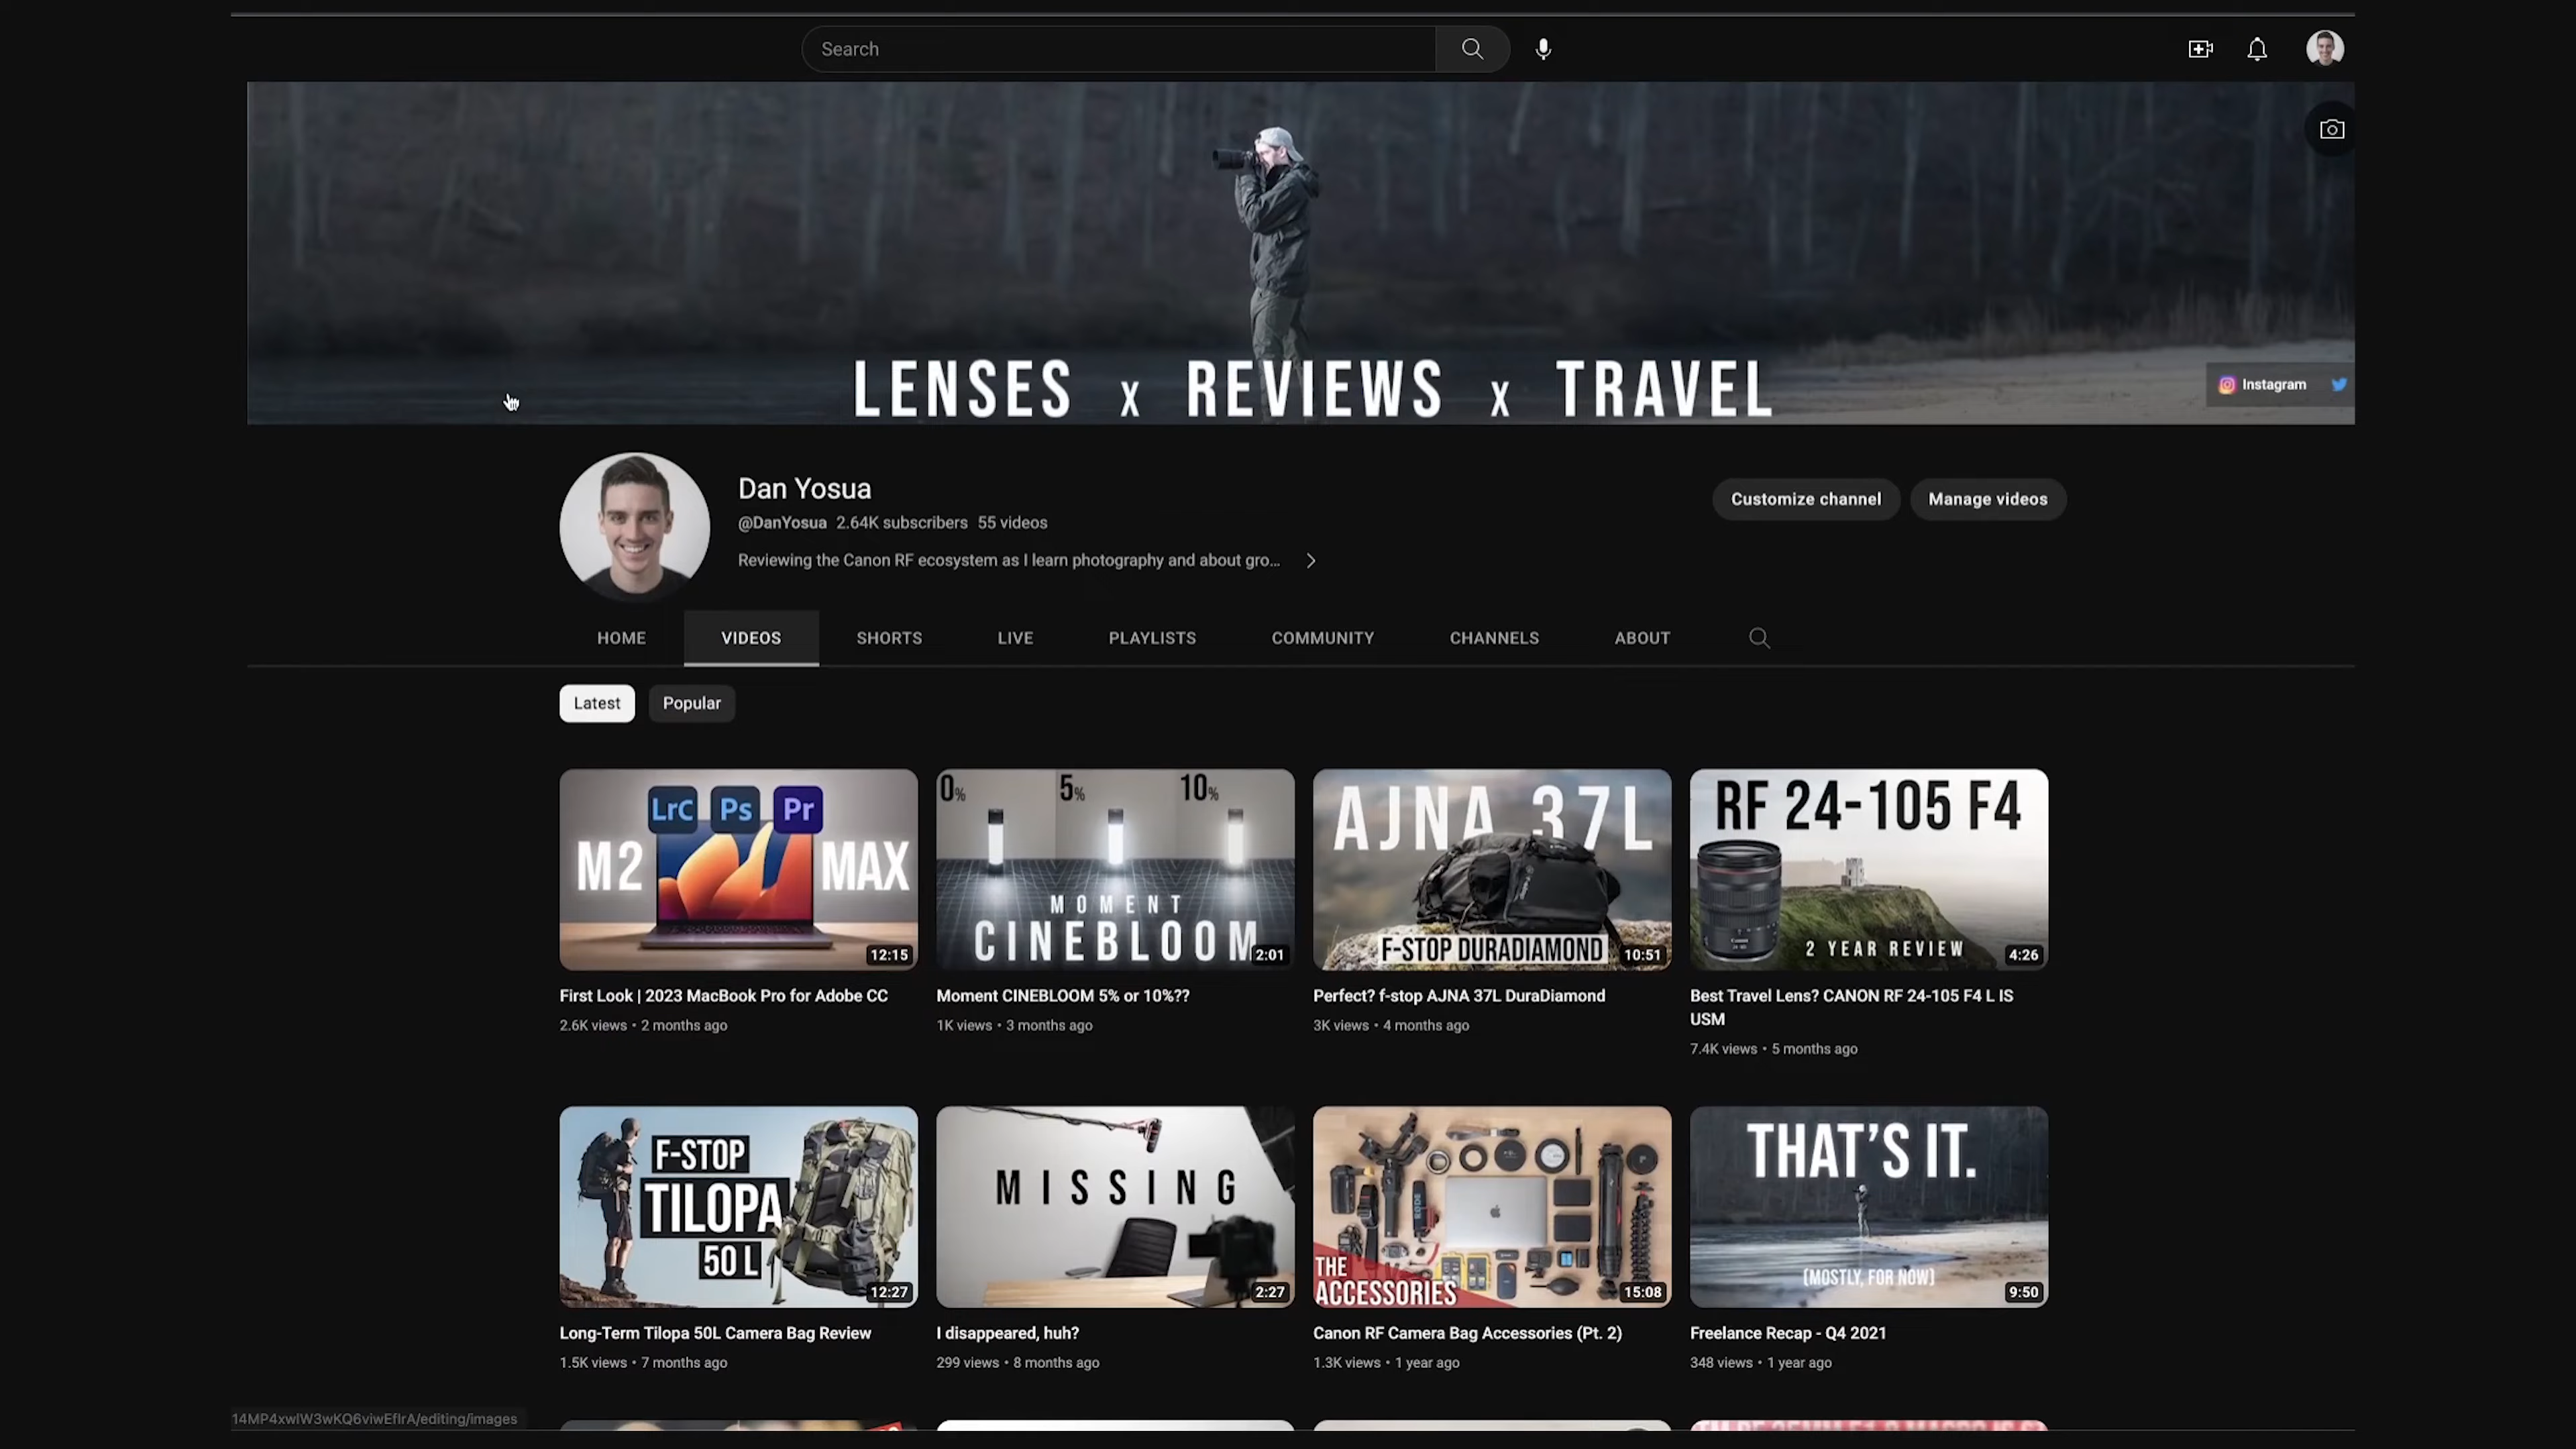 Search
LENSES x REVIEWS x TRAVEL
Instagram
Dan Yosua
@DanYosua 2.64K subscribers 55 videos
Reviewing the Canon RF ecosystem as I learn photography and about gro...
Customize channel
Manage videos
HOME VIDEOS SHORTS LIVE PLAYLISTS COMMUNITY CHANNELS ABOUT
Latest Popular
LrC Ps Pr
M2 MAX
12:15
First Look | 2023 MacBook Pro for Adobe CC
2.6K views • 2 months ago
0% 5% 10%
MOMENT
CINEBLOOM
2:01
Moment CINEBLOOM 5% or 10%??
1K views • 3 months ago
AJNA 37L
F-STOP DURADIAMOND
10:51
Perfect? f-stop AJNA 37L DuraDiamond
3K views • 4 months ago
RF 24-105 F4
2 YEAR REVIEW
4:26
Best Travel Lens? CANON RF 24-105 F4 L IS
USM
7.4K views • 5 months ago
F-STOP
TILOPA
50 L
12:27
Long-Term Tilopa 50L Camera Bag Review
1.5K views • 7 months ago
MISSING
2:27
I disappeared, huh?
299 views • 8 months ago
THE
ACCESSORIES
15:08
Canon RF Camera Bag Accessories (Pt. 2)
1.3K views • 1 year ago
THAT'S IT.
(MOSTLY, FOR NOW)
9:50
Freelance Recap - Q4 2021
348 views • 1 year ago